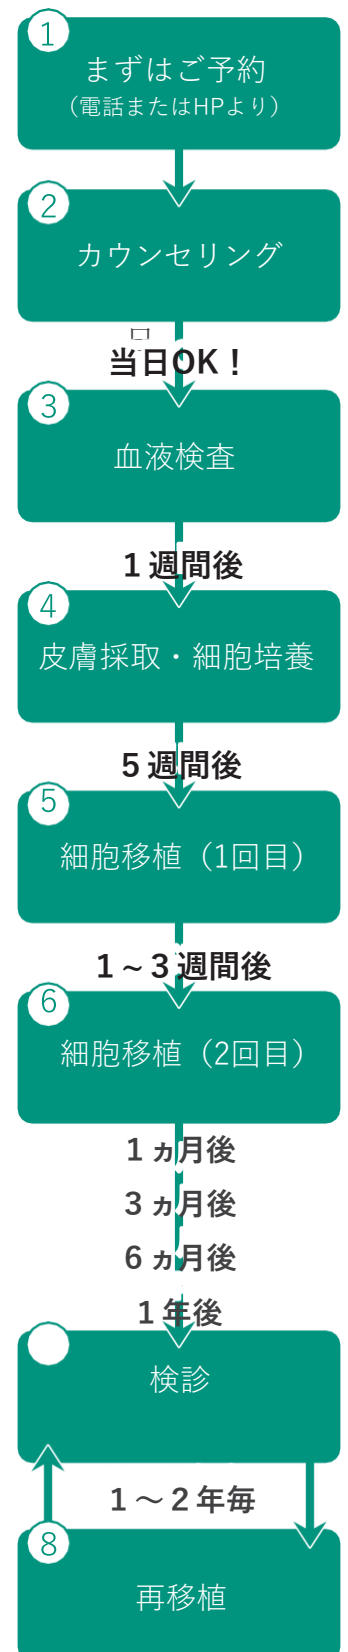 1
まずはご予約
(電話またはHPより)
2
カウンセリング
当日OK！
3
血液検査
1週間後
4
皮膚採取・細胞培養
5週間後
5
細胞移植（1回目）
1~3週間後
6
細胞移植（2回目）
1ヵ月後
3ヵ月後
6ヵ月後
1年後
検診
1〜2年毎
8
再移植